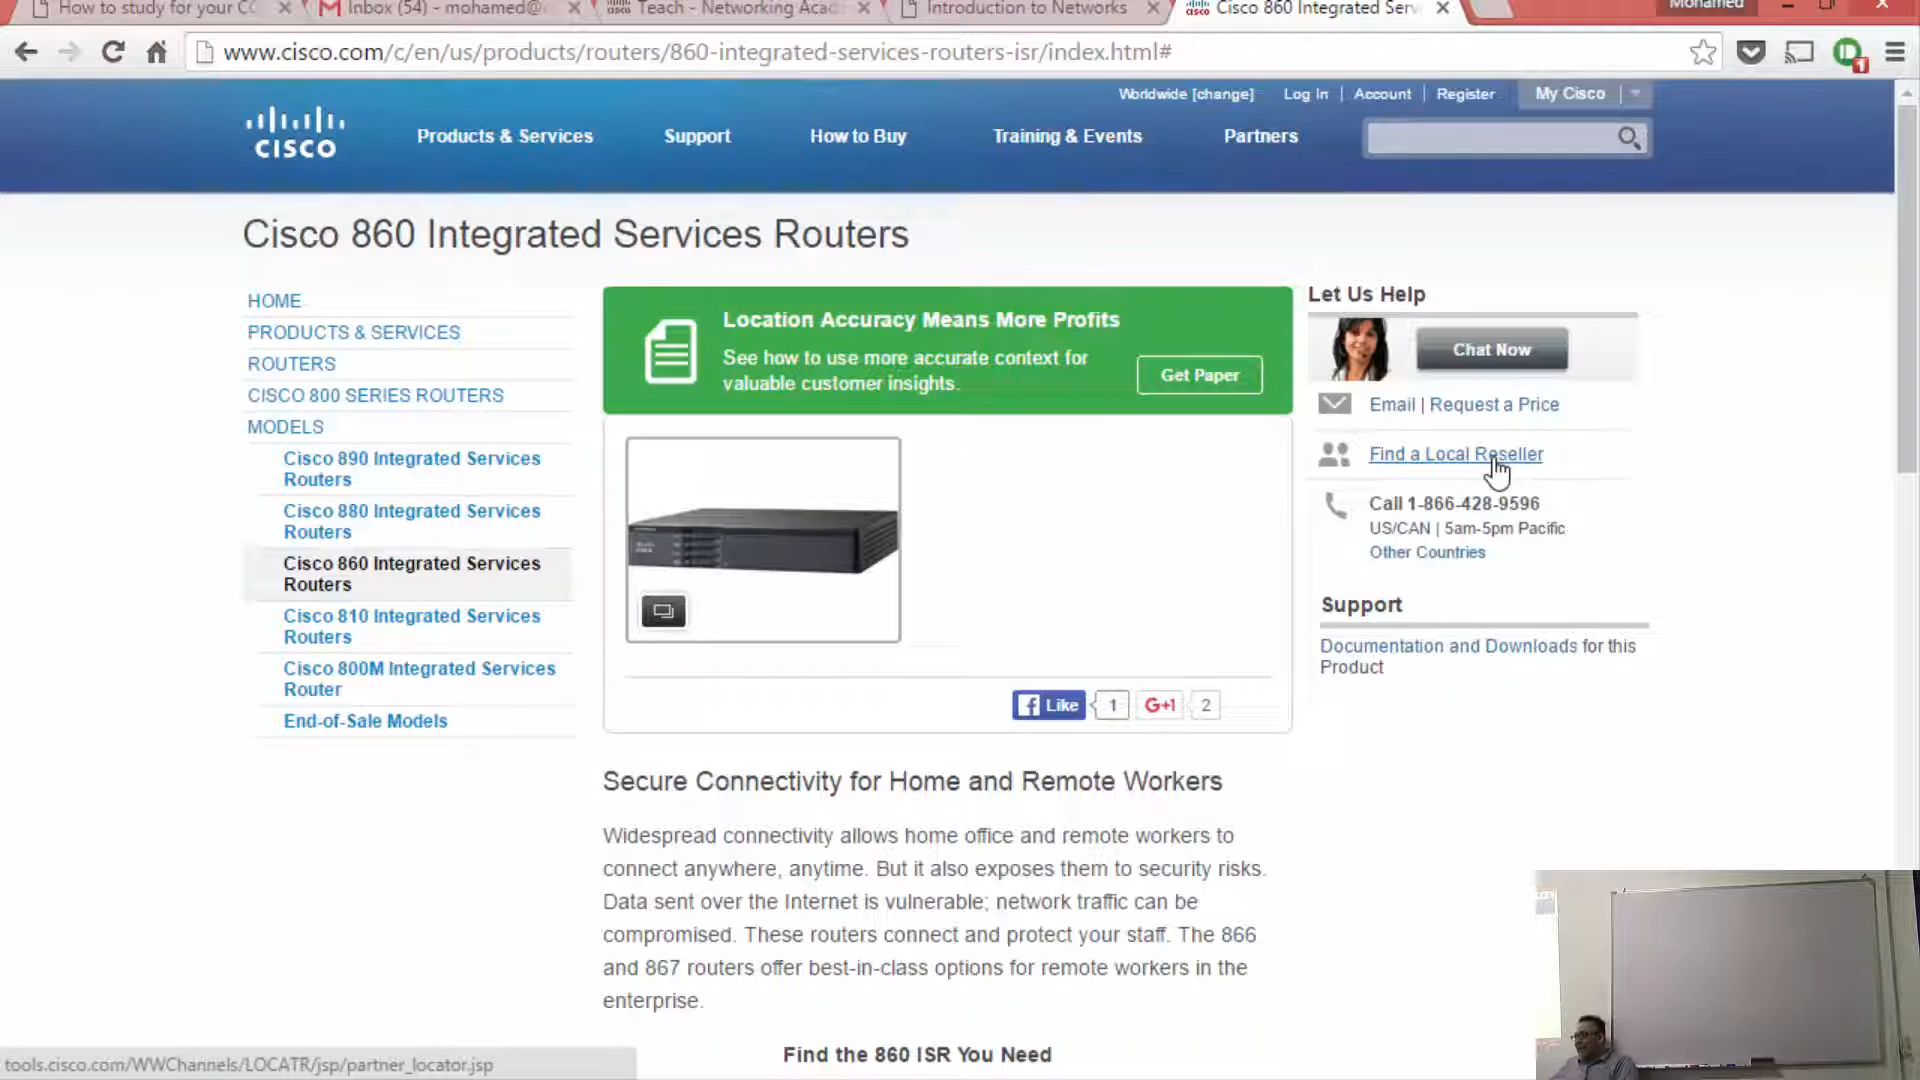 How to study for your CC
Inbox (54) - mohamed@
Teach - Networking Acad
Introduction to Networks
Cisco 860 Integrated Serv
Mohamed
www.cisco.com/c/en/us/products/routers/860-integrated-services-routers-isr/index.html#
1
Worldwide [change] Log In | Account | Register My Cisco
CISCO
Products & Services Support How to Buy Training & Events Partners
Cisco 860 Integrated Services Routers
HOME
PRODUCTS & SERVICES
ROUTERS
CISCO 800 SERIES ROUTERS
MODELS
Cisco 890 Integrated Services
Routers
Cisco 880 Integrated Services
Routers
Cisco 860 Integrated Services
Routers
Cisco 810 Integrated Services
Routers
Cisco 800M Integrated Services
Router
End-of-Sale Models
Location Accuracy Means More Profits
See how to use more accurate context for
valuable customer insights.
Get Paper
Like 1 G+1 2
Secure Connectivity for Home and Remote Workers
Widespread connectivity allows home office and remote workers to
connect anywhere, anytime. But it also exposes them to security risks.
Data sent over the Internet is vulnerable; network traffic can be
compromised. These routers connect and protect your staff. The 866
and 867 routers offer best-in-class options for remote workers in the
enterprise.
Find the 860 ISR You Need
Let Us Help
Chat Now
Email | Request a Price
Find a Local Reseller
Call 1-866-428-9596
US/CAN | 5am-5pm Pacific
Other Countries
Support
Documentation and Downloads for this
Product
tools.cisco.com/WWChannels/LOCATR/jsp/partner_locator.jsp